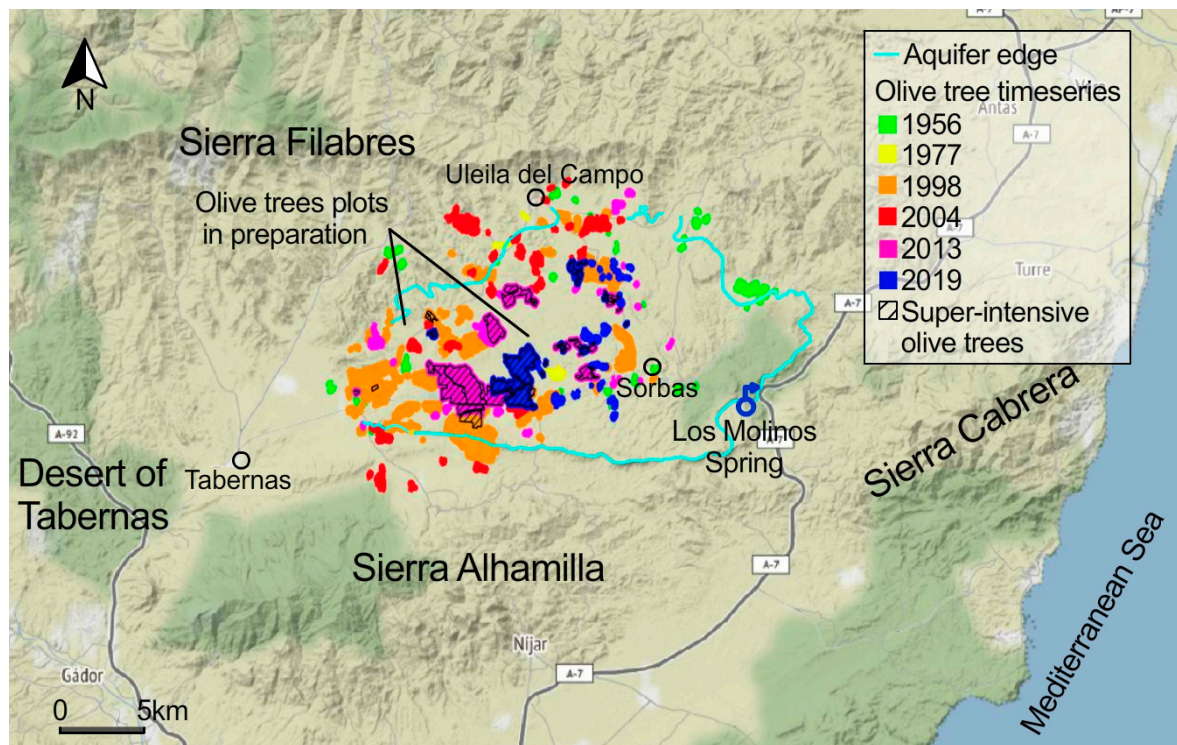 N
Sierra Filabres
Uleila del Campo
Olive trees plots
in preparation
Aquifer edge
Olive tree timeseries
1956
1977
1998
2004
2013
2019
Super-intensive
olive trees
Antas
A-7
A-7
Turre
A-7
Sorbas
Los Molinos
Spring
A-7
Sierra Cabrera
A-92
Desert of
Tabernas
Tabernas
Sierra Alhamilla
A-7
Mediterranean Sea
Níjar
A-7
Gádor
0 5km